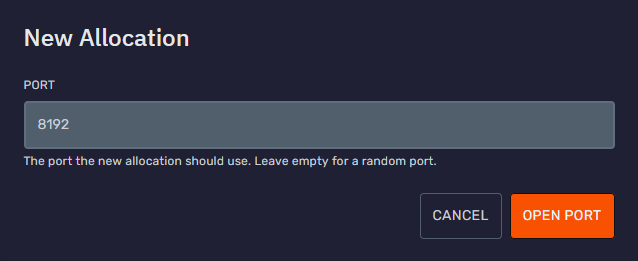 New Allocation
PORT
8192
The port the new allocation should use. Leave empty for a random port.
CANCEL
OPEN PORT